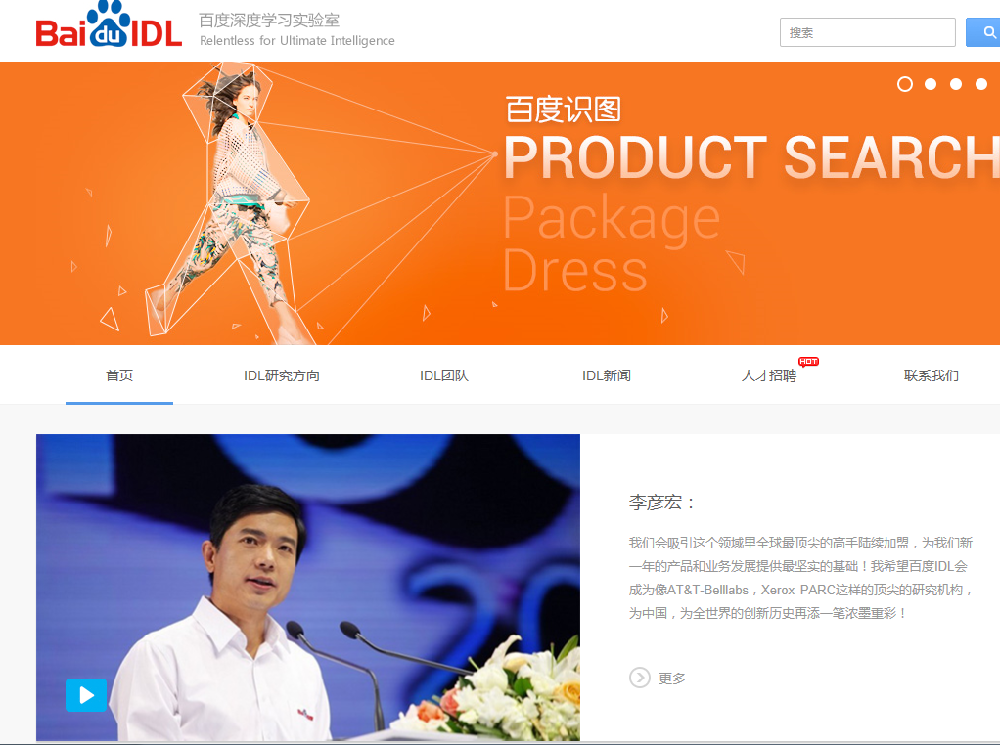 Bai du IDL
百度深度学习实验室
Relentless for Ultimate Intelligence
搜索
百度识图
PRODUCT SEARCH
Package
Dress
首页
IDL研究方向
IDL团队
IDL新闻
人才招聘
HOT
联系我们
李彦宏：
我们会吸引这个领域里全球最顶尖的高手陆续加盟，为我们新
一年的产品和业务发展提供最坚实的基础！我希望百度IDL会
成为像AT&T-Belllabs，Xerox PARC这样的顶尖的研究机构，
为中国，为全世界的创新历史再添一笔浓墨重彩！
更多